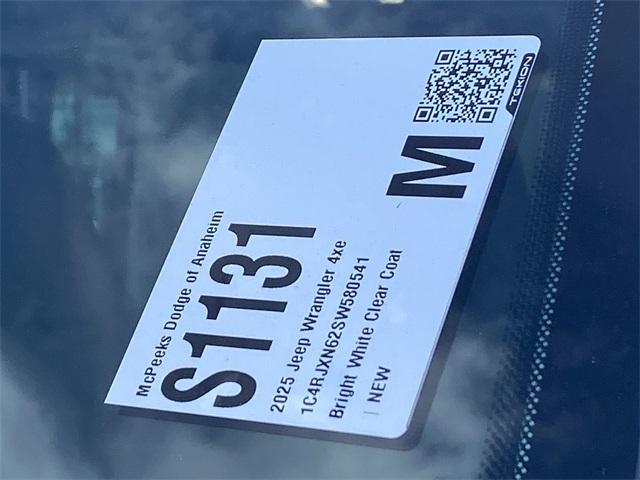 McPeeks Dodge of Anaheim
S1131
2025 Jeep Wrangler 4xe
1C4RJXN62SW580541
Bright White Clear Coat
| NEW
M
TEKION